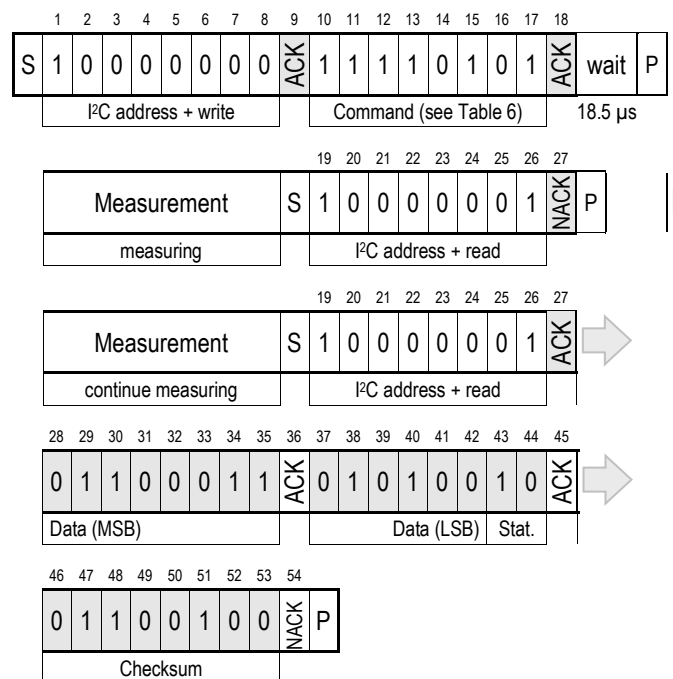 1 2 3 4 5 6 7 8 9 10 11 12 13 14 15 16 17 18
S 1 0 0 0 0 0 0 0 ACK 1 1 1 1 0 1 0 1 ACK wait P
I²C address + write Command (see Table 6) 18.5 µs
19 20 21 22 23 24 25 26 27
Measurement S 1 0 0 0 0 0 0 1 NACK P
measuring I²C address + read
19 20 21 22 23 24 25 26 27
Measurement S 1 0 0 0 0 0 0 1 ACK
continue measuring I²C address + read
28 29 30 31 32 33 34 35 36 37 38 39 40 41 42 43 44 45
0 1 1 0 0 0 1 1 ACK 0 1 0 1 0 0 1 0 ACK
Data (MSB) Data (LSB) Stat.
46 47 48 49 50 51 52 53 54
0 1 1 0 0 1 0 0 NACK P
Checksum